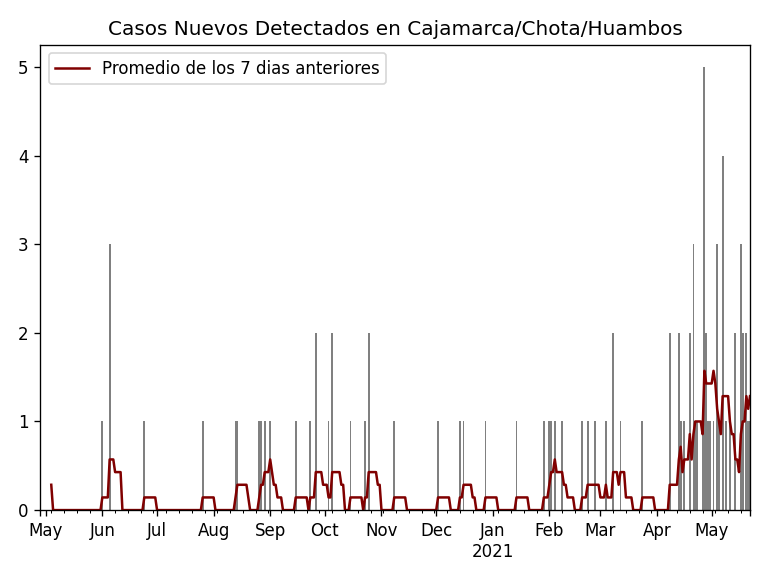 Casos Nuevos Detectados en Cajamarca/Chota/Huambos
Promedio de los 7 dias anteriores
5
4
3
2
1
0
May Jun Jul Aug Sep Oct Nov Dec Jan Feb Mar Apr May
2021